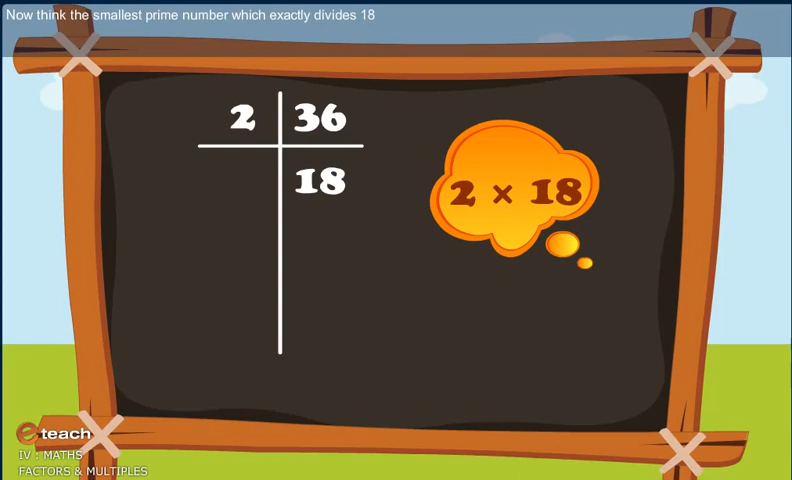 Now think the smallest prime number which exactly divides 18
2 36
18
2 × 18
e teach
IV : MATHS
FACTORS & MULTIPLES